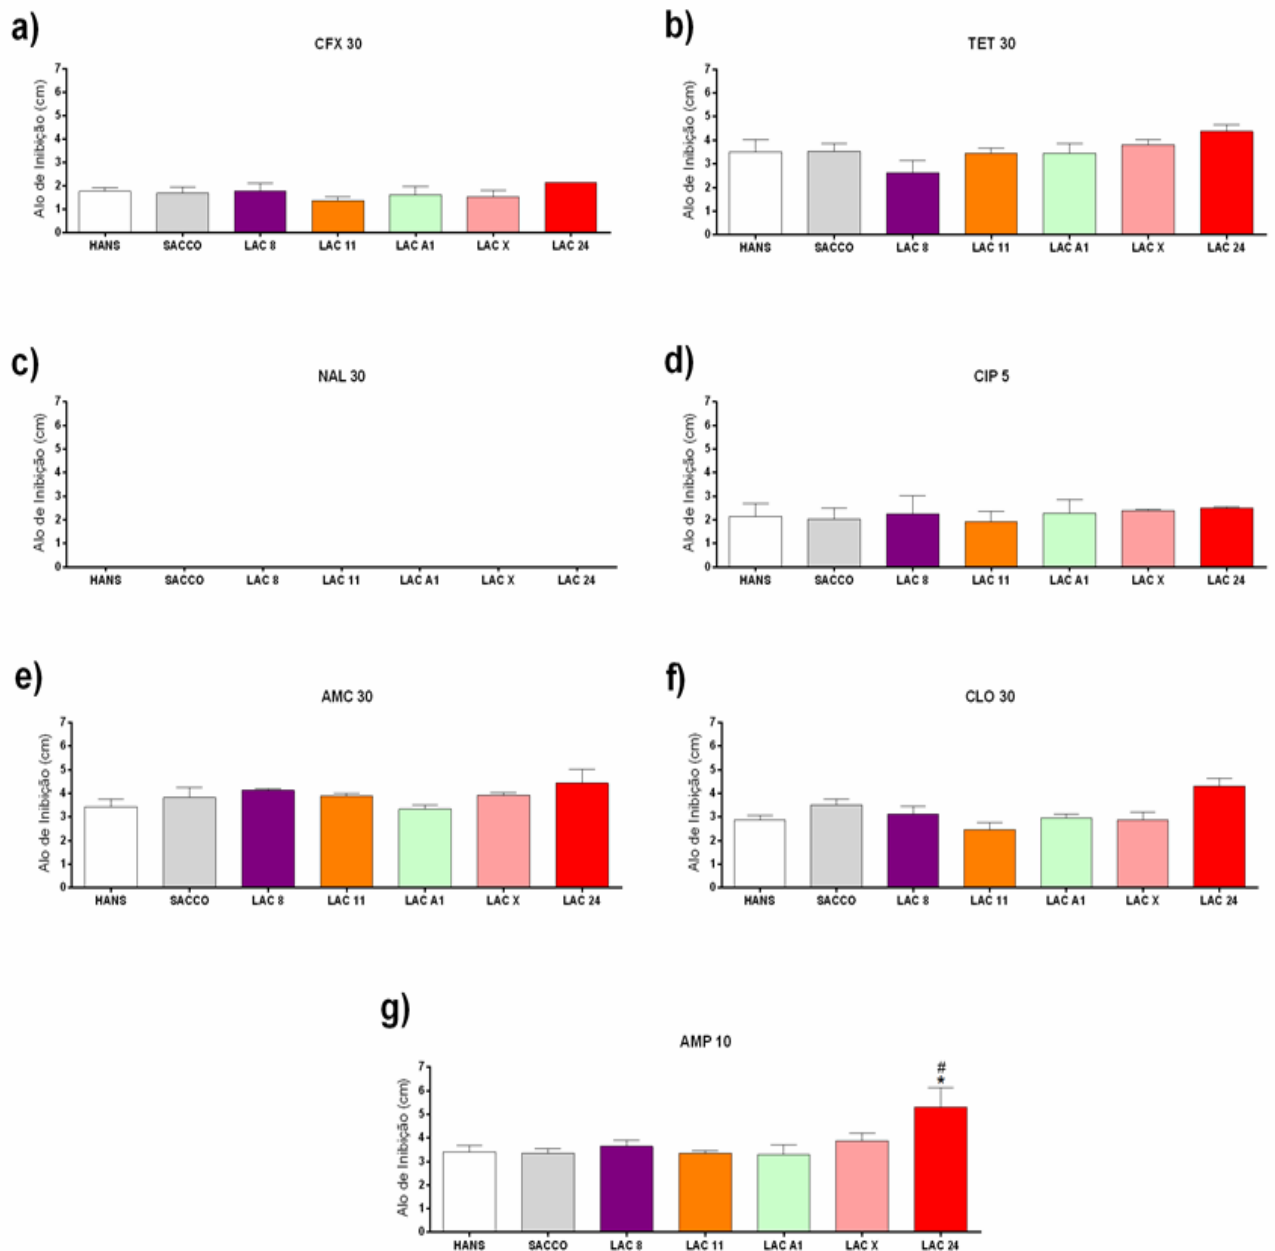 a)
CFX 30
Alo de Inibição (cm)
7
6
5
4
3
2
1
0
HANS SACCO LAC 8 LAC 11 LAC A1 LAC X LAC 24
b)
TET 30
Alo de Inibição (cm)
7
6
5
4
3
2
1
0
HANS SACCO LAC 8 LAC 11 LAC A1 LAC X LAC 24
c)
NAL 30
Alo de Inibição (cm)
7
6
5
4
3
2
1
0
HANS SACCO LAC 8 LAC 11 LAC A1 LAC X LAC 24
d)
CIP 5
Alo de Inibição (cm)
7
6
5
4
3
2
1
0
HANS SACCO LAC 8 LAC 11 LAC A1 LAC X LAC 24
e)
AMC 30
Alo de Inibição (cm)
7
6
5
4
3
2
1
0
HANS SACCO LAC 8 LAC 11 LAC A1 LAC X LAC 24
f)
CLO 30
Alo de Inibição (cm)
7
6
5
4
3
2
1
0
HANS SACCO LAC 8 LAC 11 LAC A1 LAC X LAC 24
g)
AMP 10
Alo de Inibição (cm)
7
6
5
4
3
2
1
0
#
*
HANS SACCO LAC 8 LAC 11 LAC A1 LAC X LAC 24